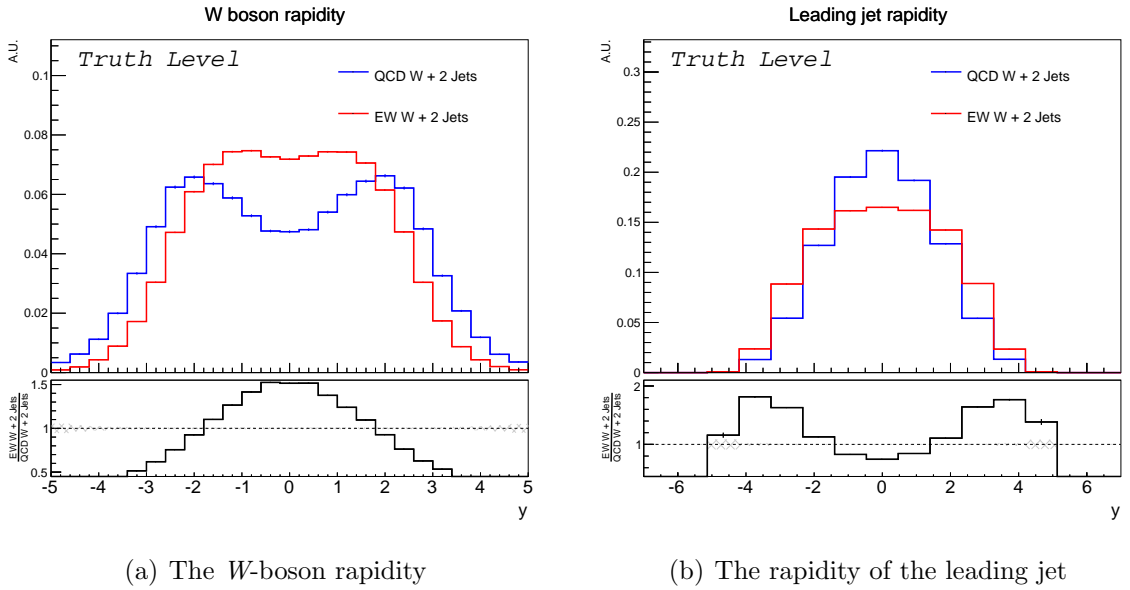 W boson rapidity
A.U.
Truth Level
QCD W + 2 Jets
EW W + 2 Jets
0.1
0.08
0.06
0.04
0.02
0
EW W + 2 Jets
QCD W + 2 Jets
1.5
1
0.5
-5 -4 -3 -2 -1 0 1 2 3 4 5
y
(a) The W-boson rapidity
Leading jet rapidity
A.U.
Truth Level
QCD W + 2 Jets
EW W + 2 Jets
0.3
0.25
0.2
0.15
0.1
0.05
0
EW W + 2 Jets
QCD W + 2 Jets
2
1
-6 -4 -2 0 2 4 6
y
(b) The rapidity of the leading jet